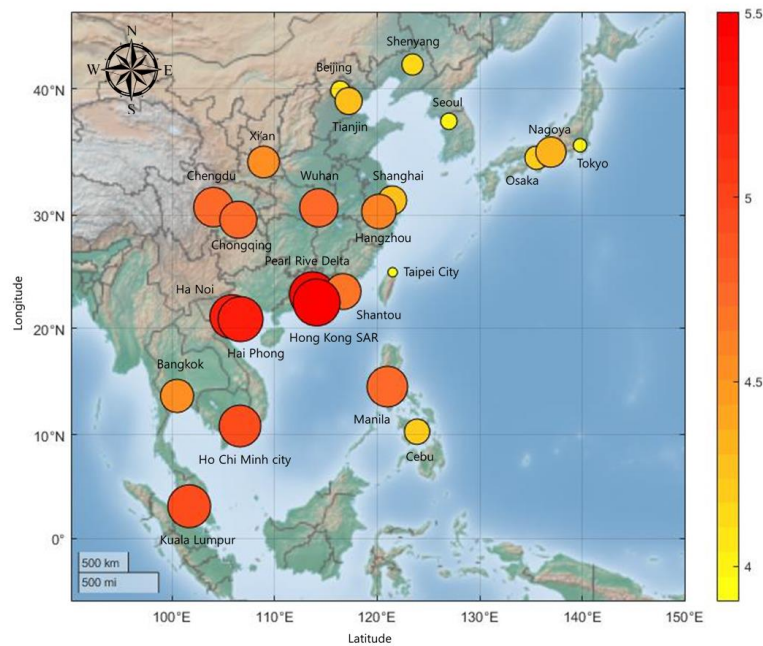 N
W
E
S
5.5
Shenyang
Beijing
40°N
Tianjin
Seoul
Nagoya
Xi'an
Osaka
Tokyo
Chengdu
Wuhan
Shanghai
5
30°N
Chongqing
Hangzhou
Pearl Rive Delta
Taipei City
Ha Noi
Shantou
Longitude
20°N
Hong Kong SAR
Hai Phong
Bangkok
4.5
Manila
10°N
Ho Chi Minh city
Cebu
0°
Kuala Lumpur
500 km
500 mi
4
100°E
110°E
120°E
130°E
140°E
150°E
Latitude